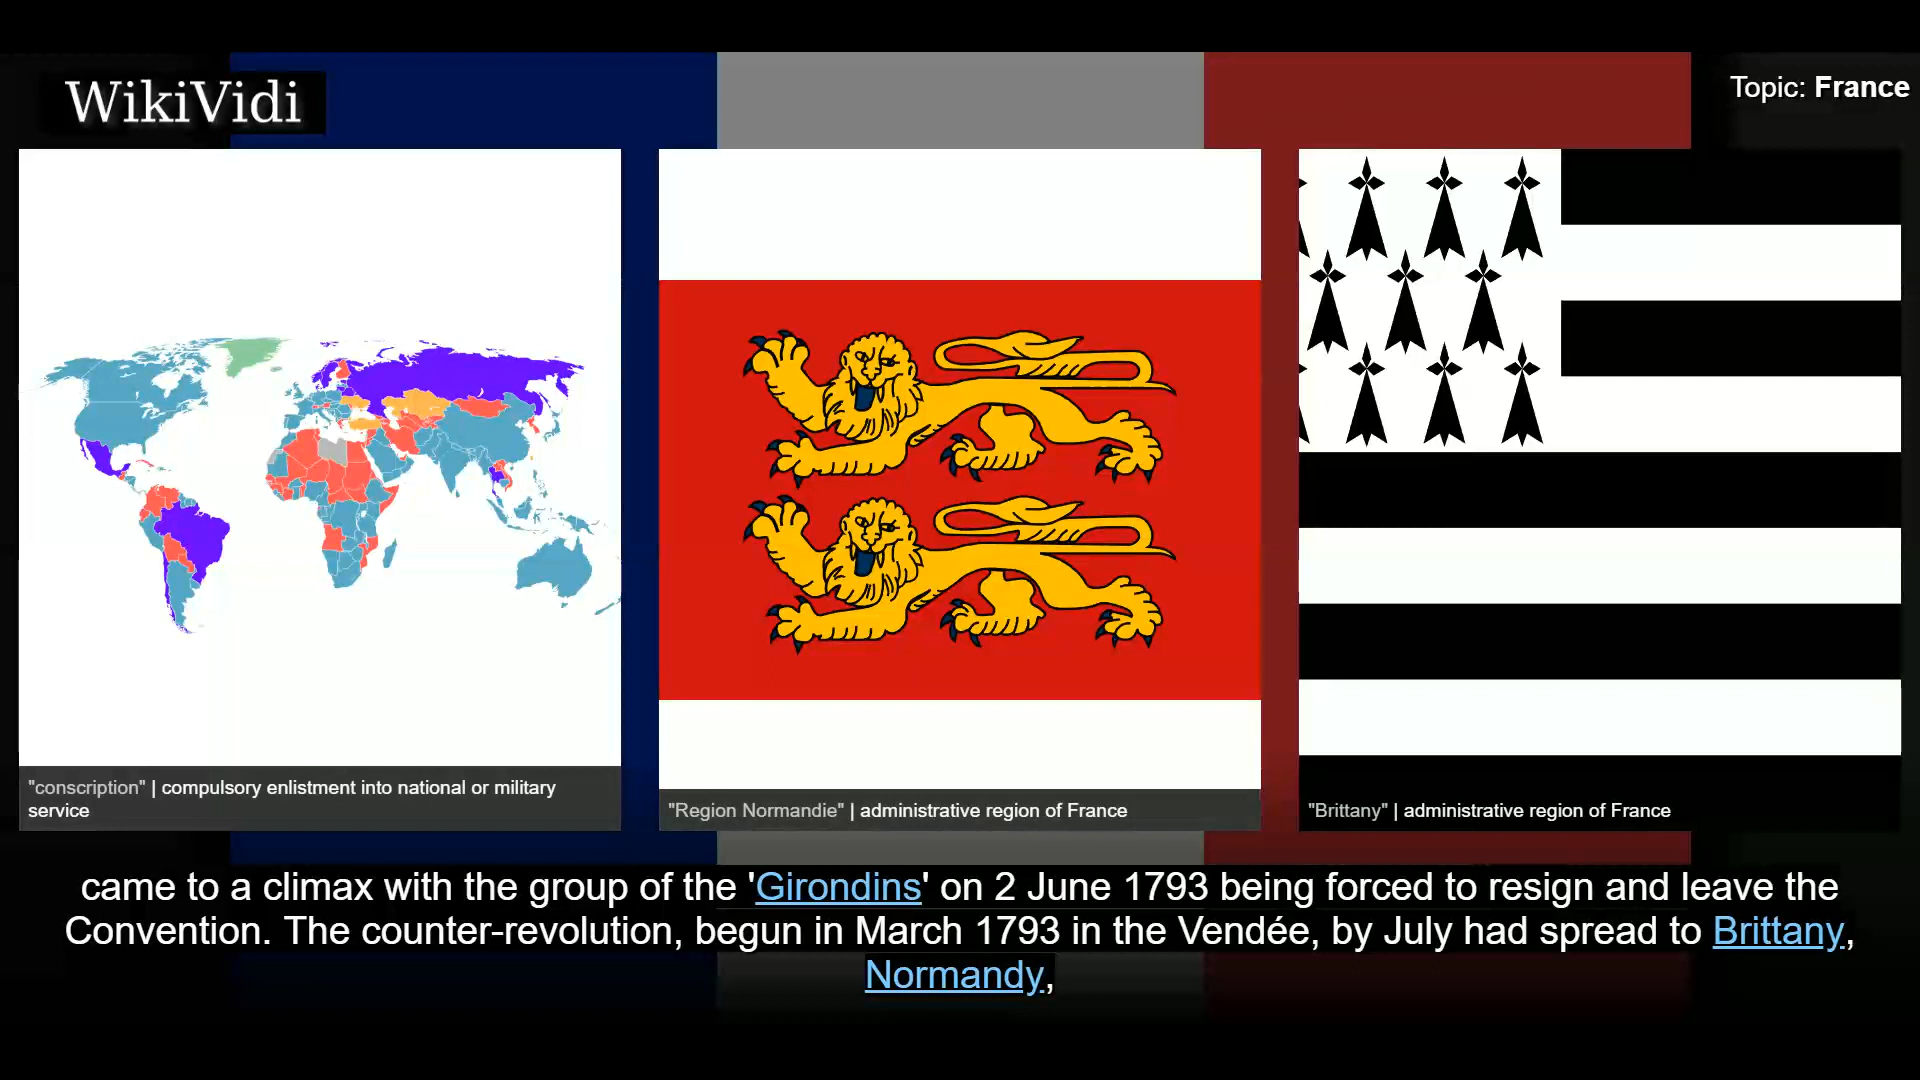 WikiVidi
Topic: France
"conscription" | compulsory enlistment into national or military
service
"Region Normandie" | administrative region of France
"Brittany" | administrative region of France
came to a climax with the group of the 'Girondins' on 2 June 1793 being forced to resign and leave the
Convention. The counter-revolution, begun in March 1793 in the Vendée, by July had spread to Brittany,
Normandy,